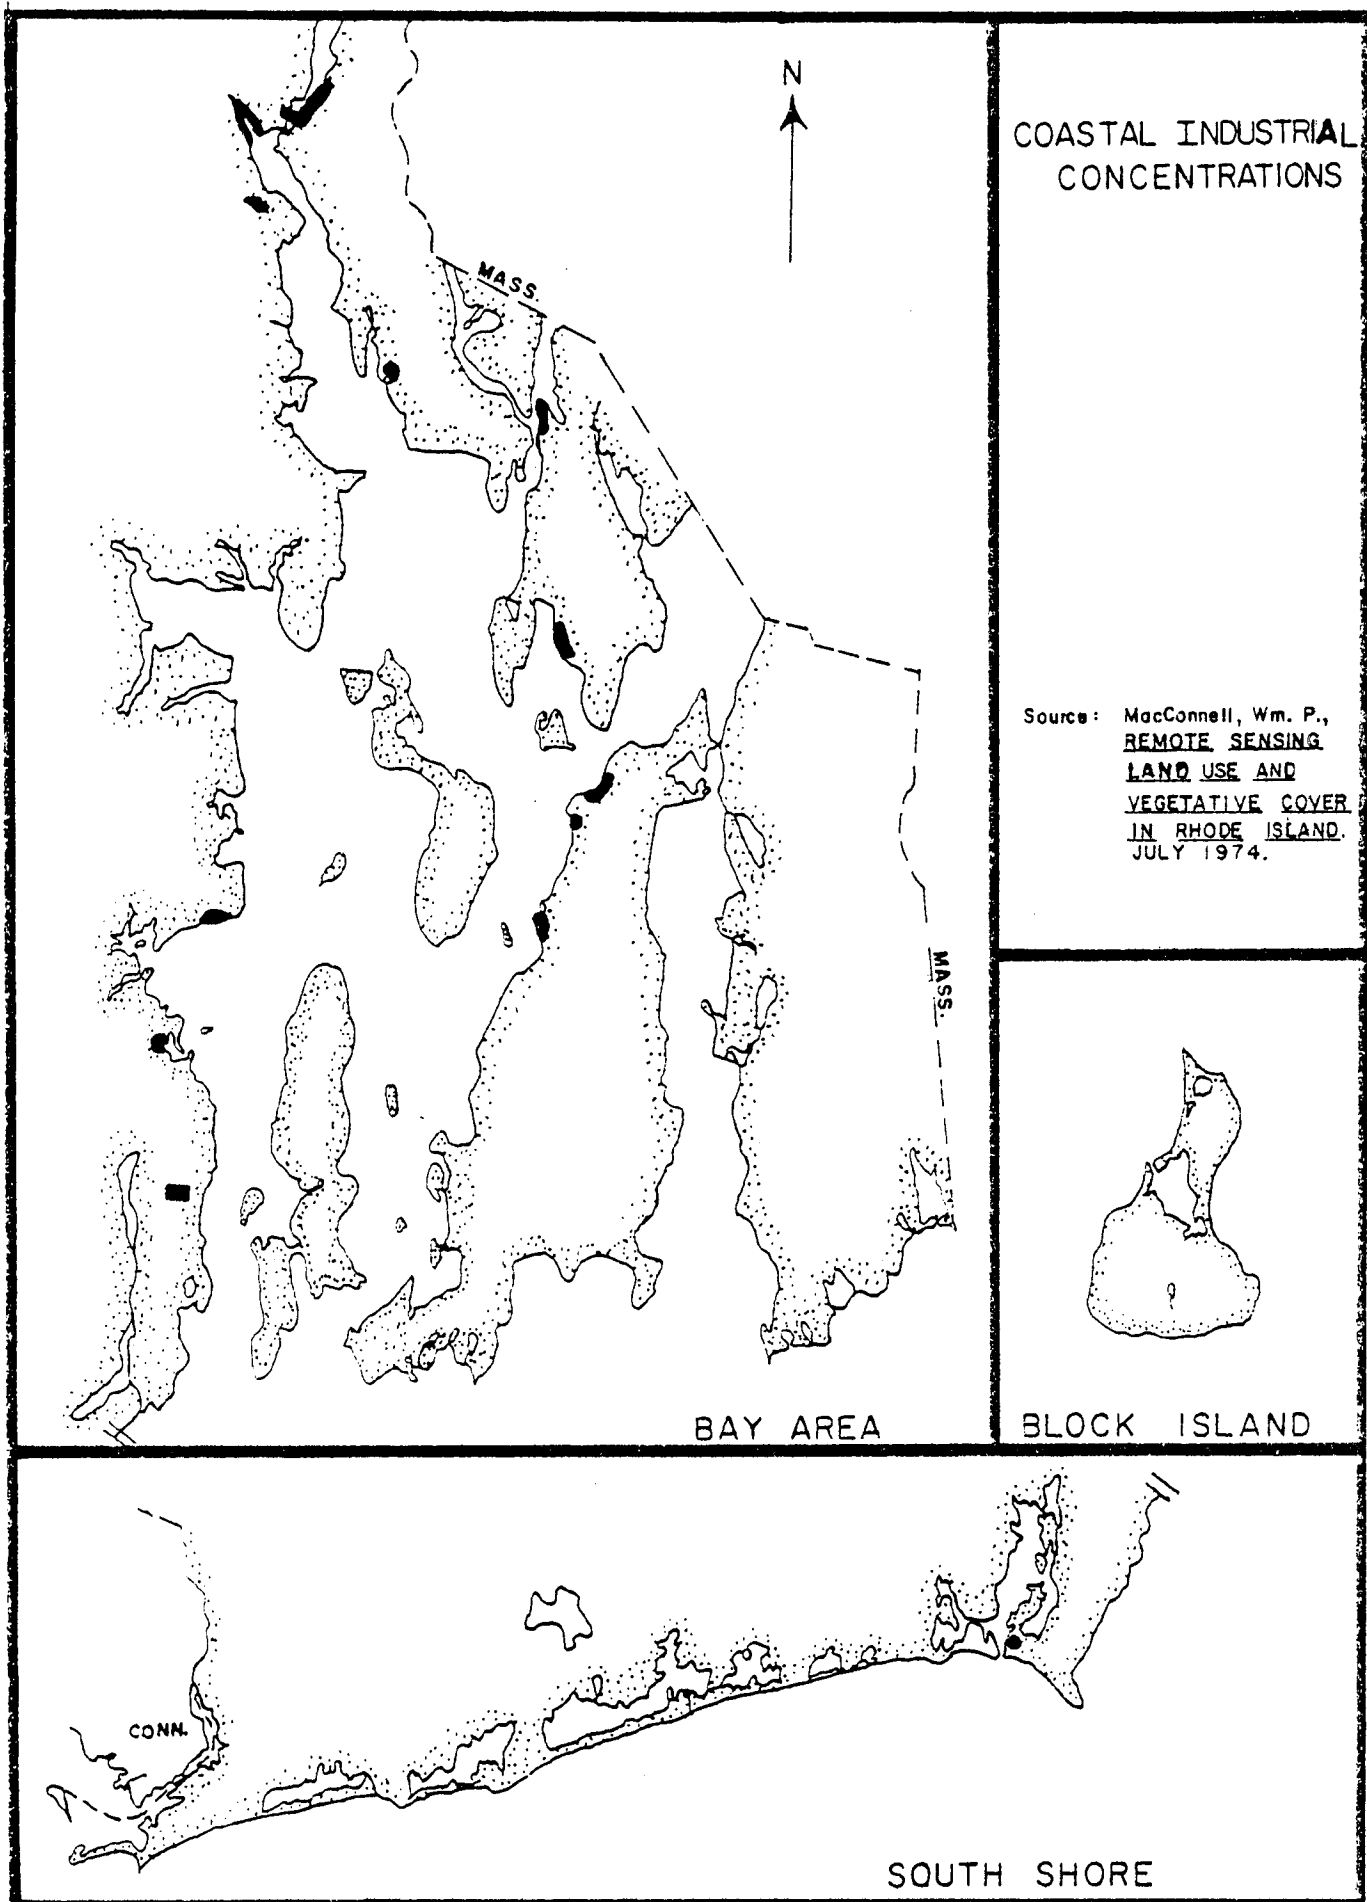 N
COASTAL INDUSTRIAL
CONCENTRATIONS
MASS.
Source: MacConnell, Wm. P.,
REMOTE SENSING
LAND USE AND
VEGETATIVE COVER
IN RHODE ISLAND.
JULY 1974.
MASS.
BAY AREA
BLOCK ISLAND
CONN.
SOUTH SHORE